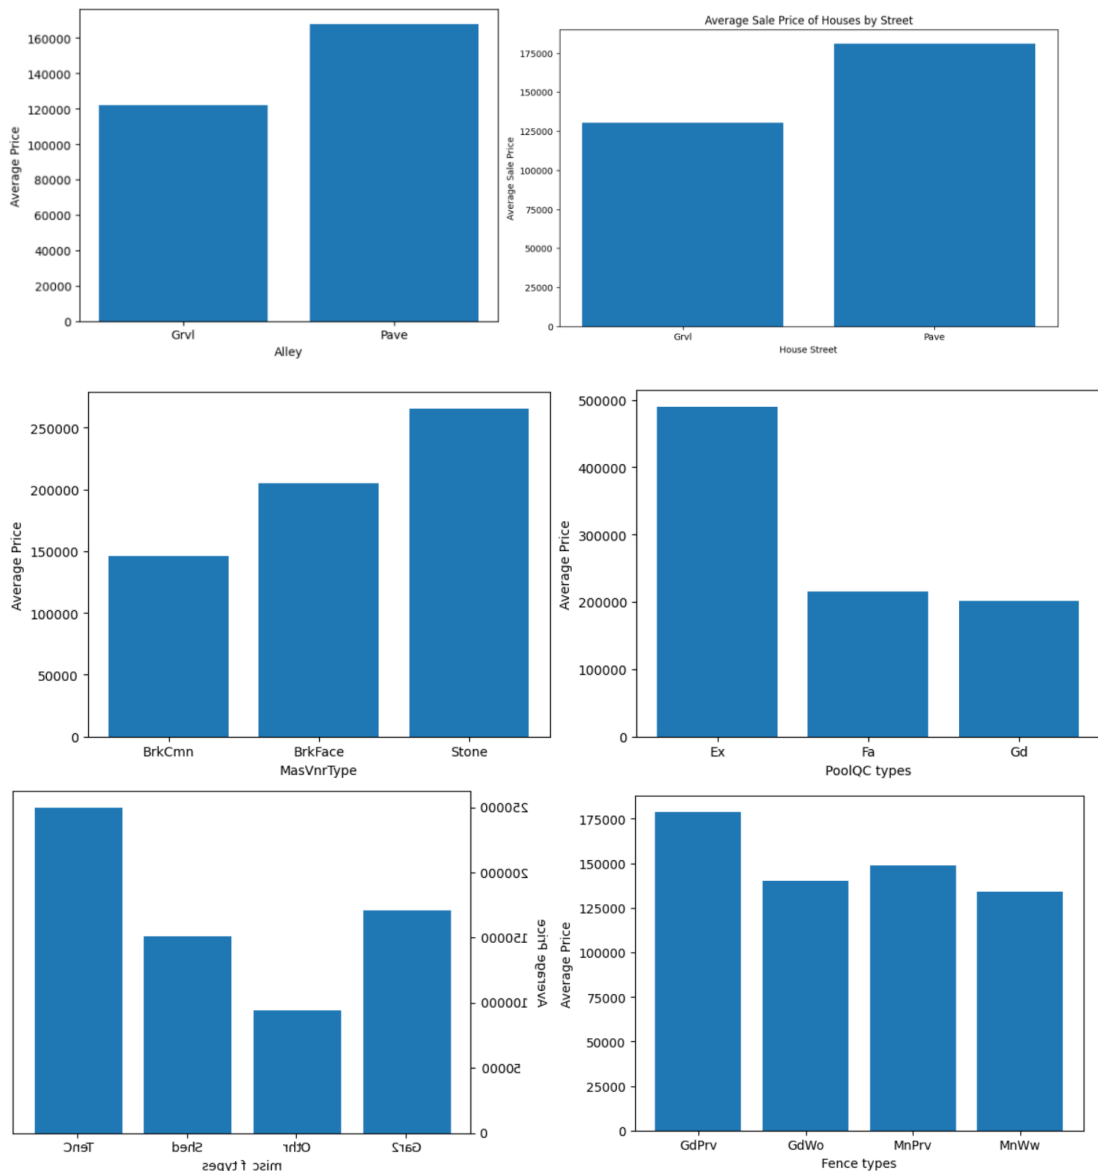 160000
140000
120000
100000
80000
60000
40000
20000
0
Average Price
Grvl Pave
Alley
Average Sale Price of Houses by Street
175000
150000
125000
100000
75000
50000
25000
0
Average Sale Price
Grvl Pave
House Street
250000
200000
150000
100000
50000
0
Average Price
BrkCmn BrkFace Stone
MasVnrType
500000
400000
300000
200000
100000
0
Average Price
Ex Fa Gd
PoolQC types
250000
200000
150000
100000
50000
0
Average Price
TenC Shed Othr Gar2
misc f types
175000
150000
125000
100000
75000
50000
25000
0
Average Price
GdPrv GdWo MnPrv MnWw
Fence types